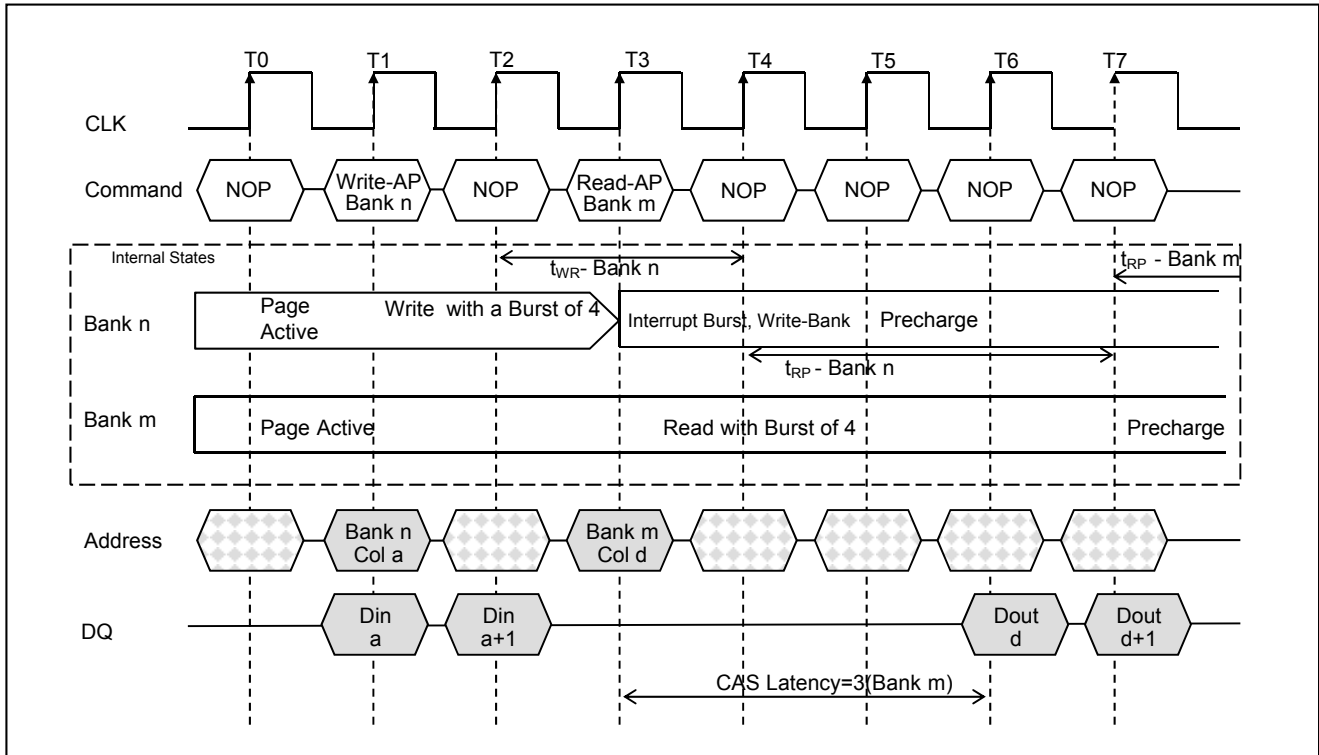 T0 T1 T2 T3 T4 T5 T6 T7
CLK
Command
NOP
Write-AP
Bank n
NOP
Read-AP
Bank m
NOP
NOP
NOP
NOP
Internal States
tWR- Bank n
tRP - Bank m
Bank n
Page
Active
Write with a Burst of 4
Interrupt Burst, Write-Bank
Precharge
tRP - Bank n
Bank m
Page Active
Read with Burst of 4
Precharge
Address
Bank n
Col a
Bank m
Col d
DQ
Din
a
Din
a+1
Dout
d
Dout
d+1
CAS Latency=3(Bank m)